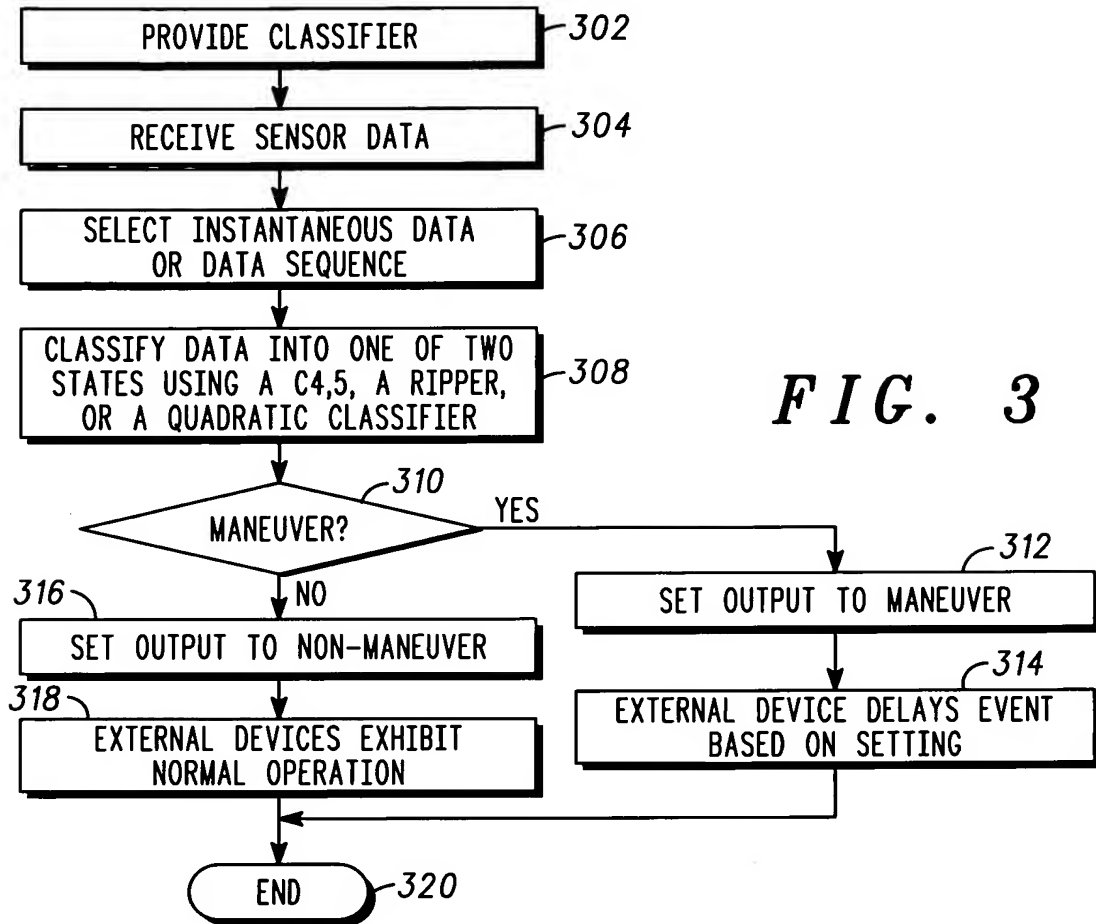 PROVIDE CLASSIFIER
302
RECEIVE SENSOR DATA
304
SELECT INSTANTANEOUS DATA
OR DATA SEQUENCE
306
CLASSIFY DATA INTO ONE OF TWO
STATES USING A C4,5, A RIPPER,
OR A QUADRATIC CLASSIFIER
308
FIG. 3
310
MANEUVER?
YES
NO
312
SET OUTPUT TO MANEUVER
314
EXTERNAL DEVICE DELAYS EVENT
BASED ON SETTING
316
SET OUTPUT TO NON-MANEUVER
318
EXTERNAL DEVICES EXHIBIT
NORMAL OPERATION
END
320